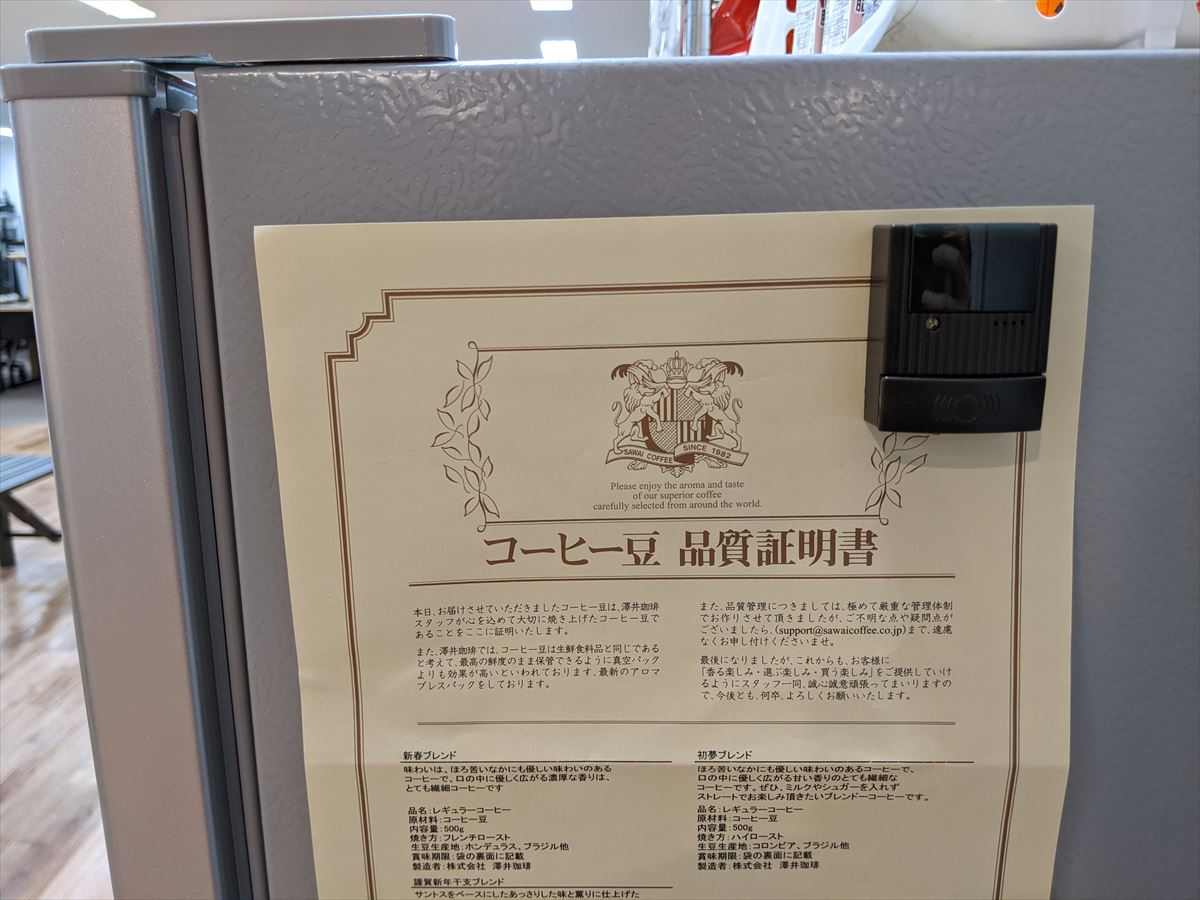 SAWAI COFFEE SINCE 1982
Please enjoy the aroma and taste
of our superior coffee
carefully selected from around the world.
コーヒー豆 品質証明書
本日、お届けさせていただきましたコーヒー豆は、澤井珈琲
スタッフが心を込めて大切に焼き上げたコーヒー豆で
あることをここに証明いたします。
また、澤井珈琲では、コーヒー豆は生鮮食料品と同じである
と考えて、最高の鮮度のまま保管できるように真空パック
よりも効果が高いといわれております、最新のアロマ
ブレスパックをしております。
また、品質管理につきましては、極めて厳重な管理体制
でお作りさせて頂きましたが、ご不明な点や疑問点が
ございましたら、(support@sawaicoffee.co.jp)まで、遠慮
なくお申し付けくださいませ。
最後になりましたが、これからも、お客様に
「香る楽しみ・選ぶ楽しみ・買う楽しみ」をご提供していけ
るようにスタッフ一同、誠心誠意頑張ってまいりますの
で、今後とも、何卒、よろしくお願いいたします。
新春ブレンド
味わいは、ほろ苦いなかにも優しい味わいのある
コーヒーで、口の中に優しく広がる濃厚な香りは、
とても繊細コーヒーです
品名：レギュラーコーヒー
原材料：コーヒー豆
内容量：500g
焼き方：フレンチロースト
生豆生産地：ホンデュラス、ブラジル他
賞味期限：袋の裏面に記載
製造者：株式会社 澤井珈琲
初夢ブレンド
ほろ苦いなかにも優しい味わいのあるコーヒーで、
口の中に優しく広がる甘い香りのとても繊細な
コーヒーです。ぜひ、ミルクやシュガーを入れず
ストレートでお楽しみ頂きたいブレンドーコーヒーです。
品名：レギュラーコーヒー
原材料：コーヒー豆
内容量：500g
焼き方：ハイロースト
生豆生産地：コロンビア、ブラジル他
賞味期限：袋の裏面に記載
製造者：株式会社 澤井珈琲
謹賀新年干支ブレンド
サントスをベースにしたあっさりした味と薫りに仕上げた